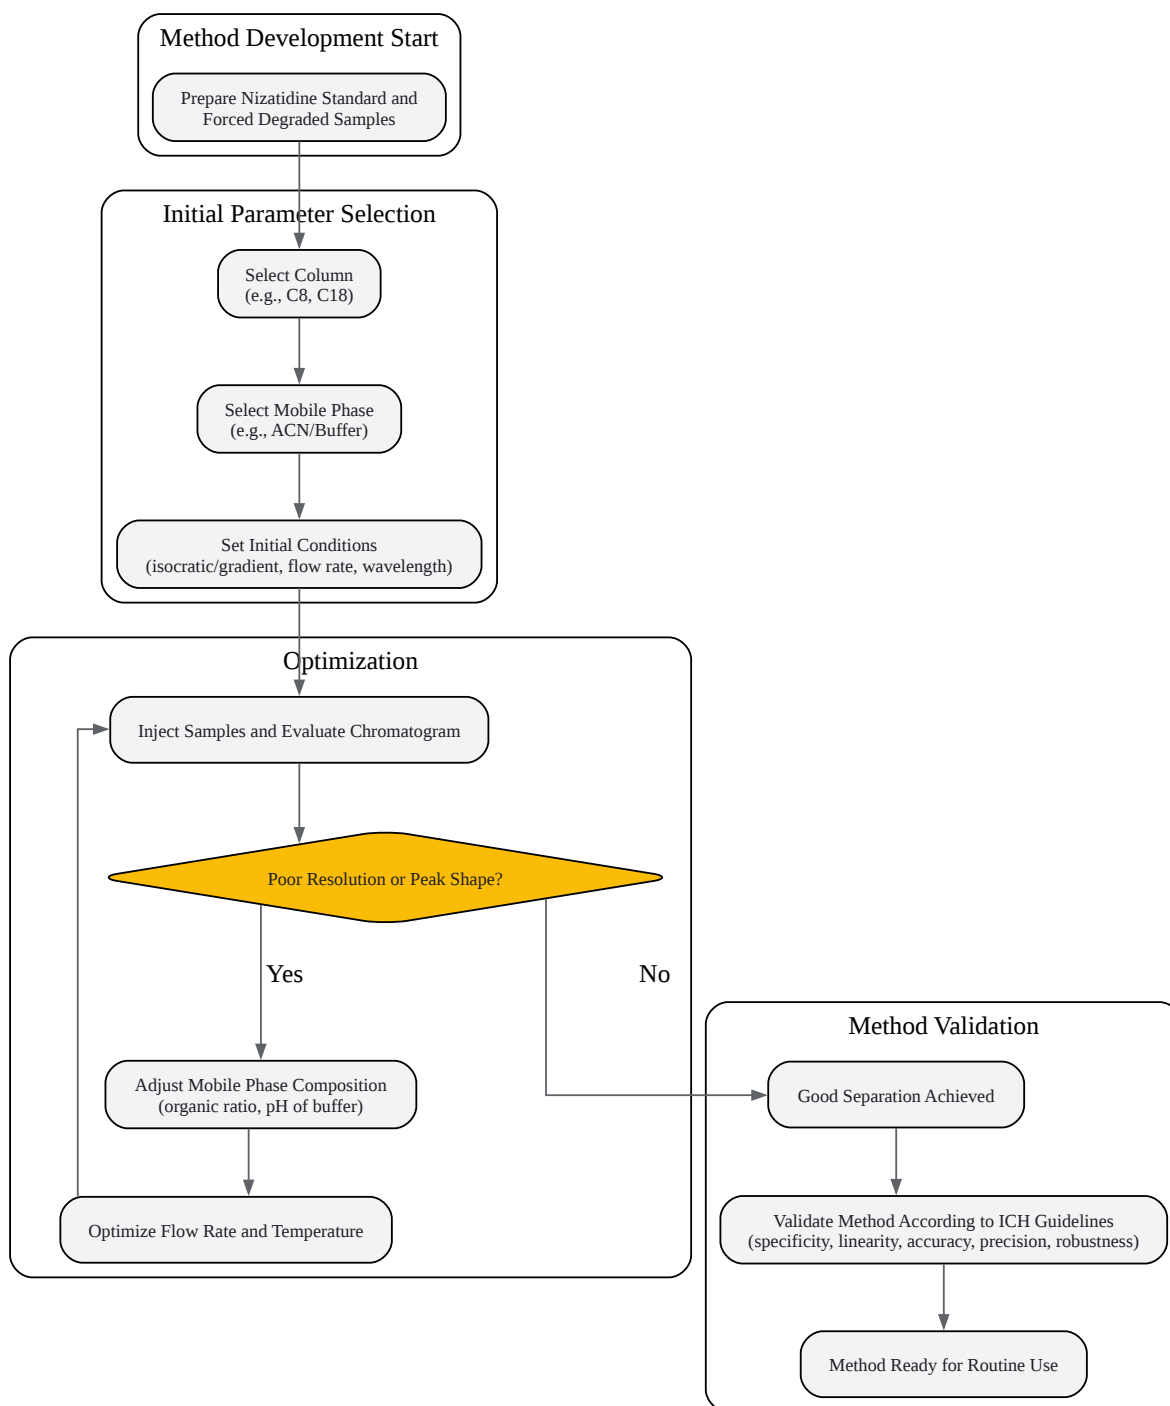 Method Development Start
Prepare Nizatidine Standard and
Forced Degraded Samples
Initial Parameter Selection
Select Column
(e.g., C8, C18)
Select Mobile Phase
(e.g., ACN/Buffer)
Set Initial Conditions
(isocratic/gradient, flow rate, wavelength)
Optimization
Inject Samples and Evaluate Chromatogram
Poor Resolution or Peak Shape?
Yes
No
Adjust Mobile Phase Composition
(organic ratio, pH of buffer)
Optimize Flow Rate and Temperature
Method Validation
Good Separation Achieved
Validate Method According to ICH Guidelines
(specificity, linearity, accuracy, precision, robustness)
Method Ready for Routine Use